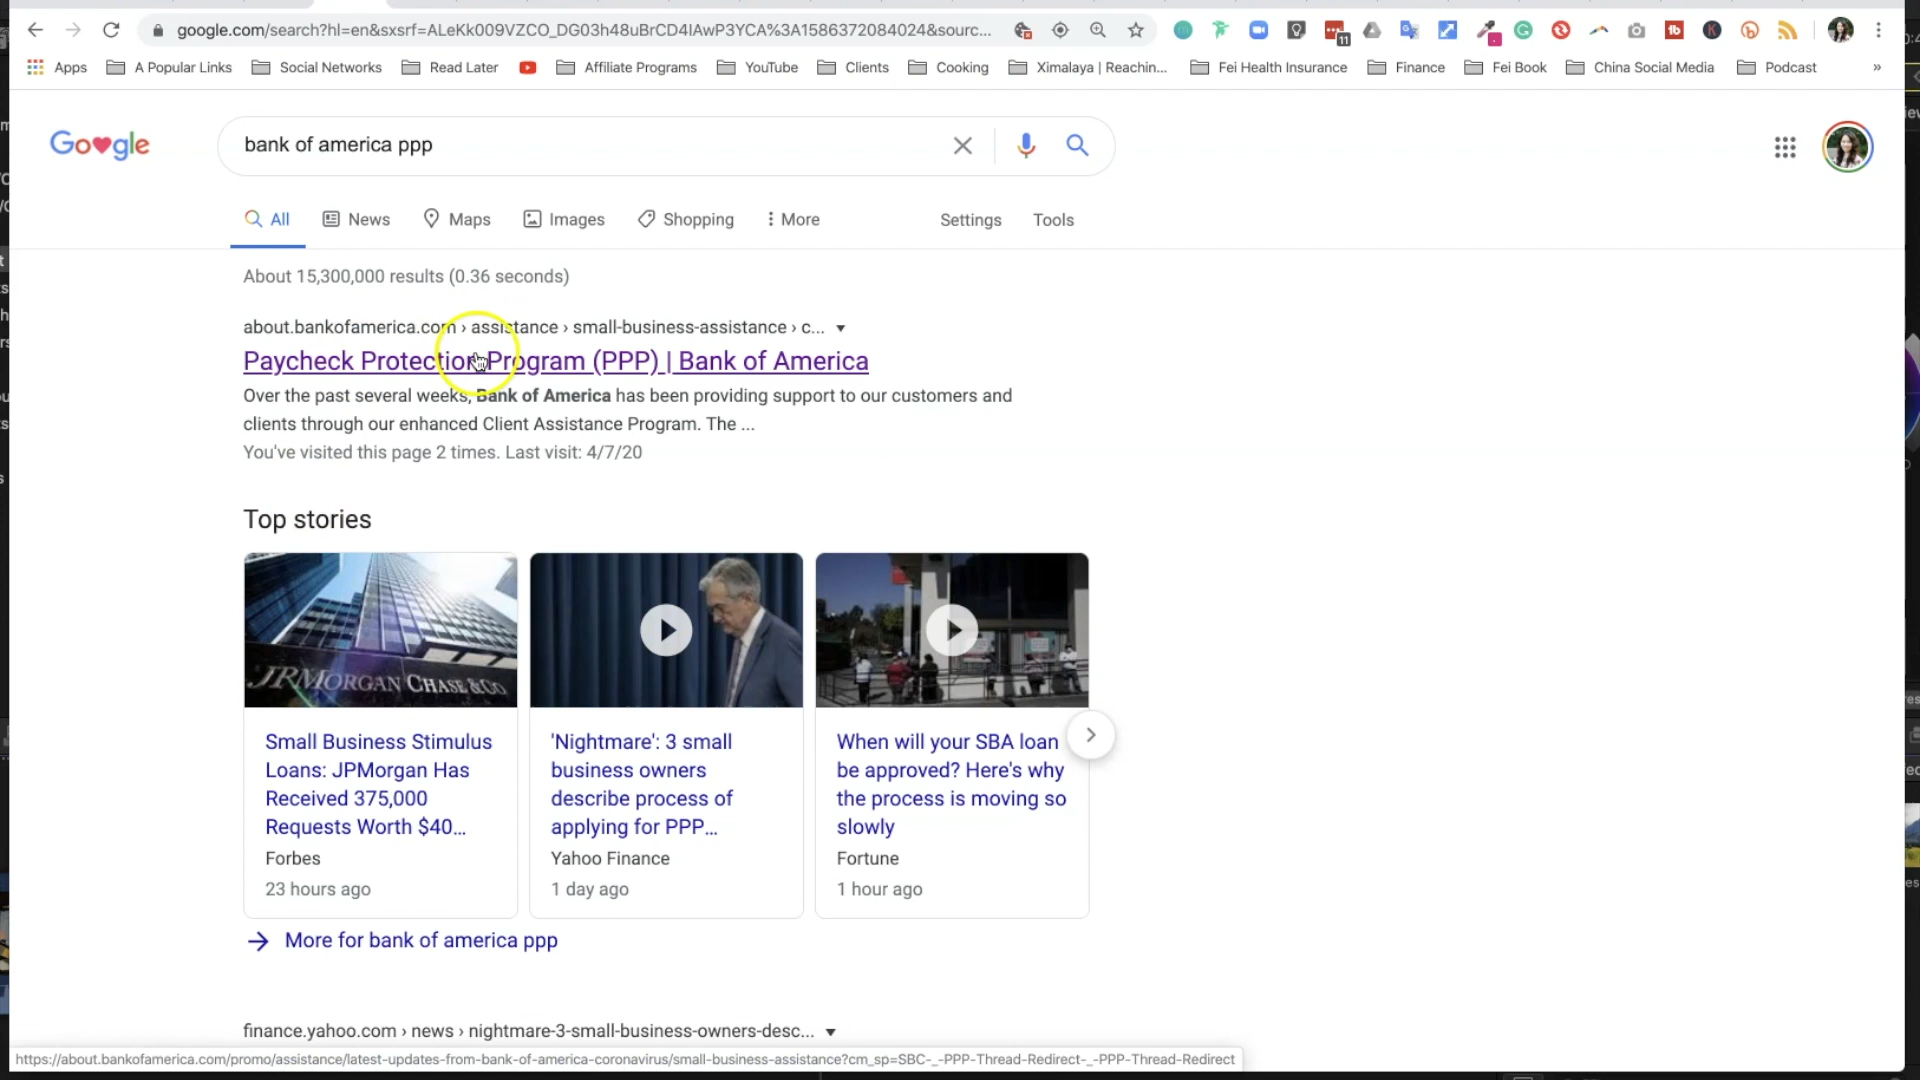 google.com/search?hl=en&sxsrf=ALeKk009VZCO_DG03h48uBrCD4IAwP3YCA%3A1586372084024&sourc...
11
Apps
A Popular Links
Social Networks
Read Later
Affiliate Programs
YouTube
Clients
Cooking
Ximalaya | Reachin...
Fei Health Insurance
Finance
Fei Book
China Social Media
Podcast
»
Google
bank of america ppp
All
News
Maps
Images
Shopping
More
Settings
Tools
About 15,300,000 results (0.36 seconds)
about.bankofamerica.com › assistance › small-business-assistance › c...
Paycheck Protection Program (PPP) | Bank of America
Over the past several weeks, Bank of America has been providing support to our customers and
clients through our enhanced Client Assistance Program. The ...
You've visited this page 2 times. Last visit: 4/7/20
Top stories
JPMORGAN CHASE & CO
Small Business Stimulus
Loans: JPMorgan Has
Received 375,000
Requests Worth $40...
Forbes
23 hours ago
'Nightmare': 3 small
business owners
describe process of
applying for PPP...
Yahoo Finance
1 day ago
When will your SBA loan
be approved? Here's why
the process is moving so
slowly
Fortune
1 hour ago
More for bank of america ppp
finance.yahoo.com › news › nightmare-3-small-business-owners-desc...
https://about.bankofamerica.com/promo/assistance/latest-updates-from-bank-of-america-coronavirus/small-business-assistance?cm_sp=SBC-_-PPP-Thread-Redirect-_-PPP-Thread-Redirect